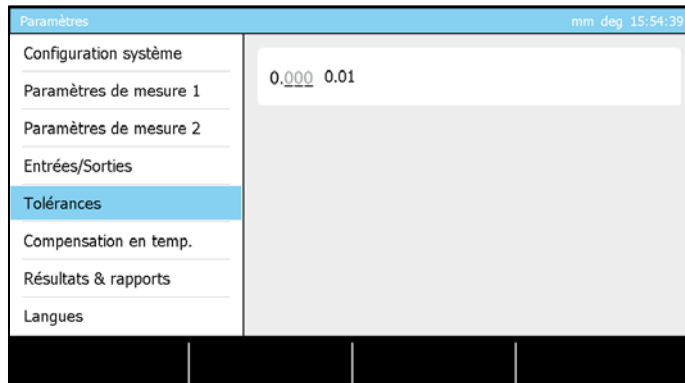 Paramètres mm deg 15:54:39
Configuration système
Paramètres de mesure 1
Paramètres de mesure 2
Entrées/Sorties
Tolérances
Compensation en temp.
Résultats & rapports
Langues
0.000 0.01